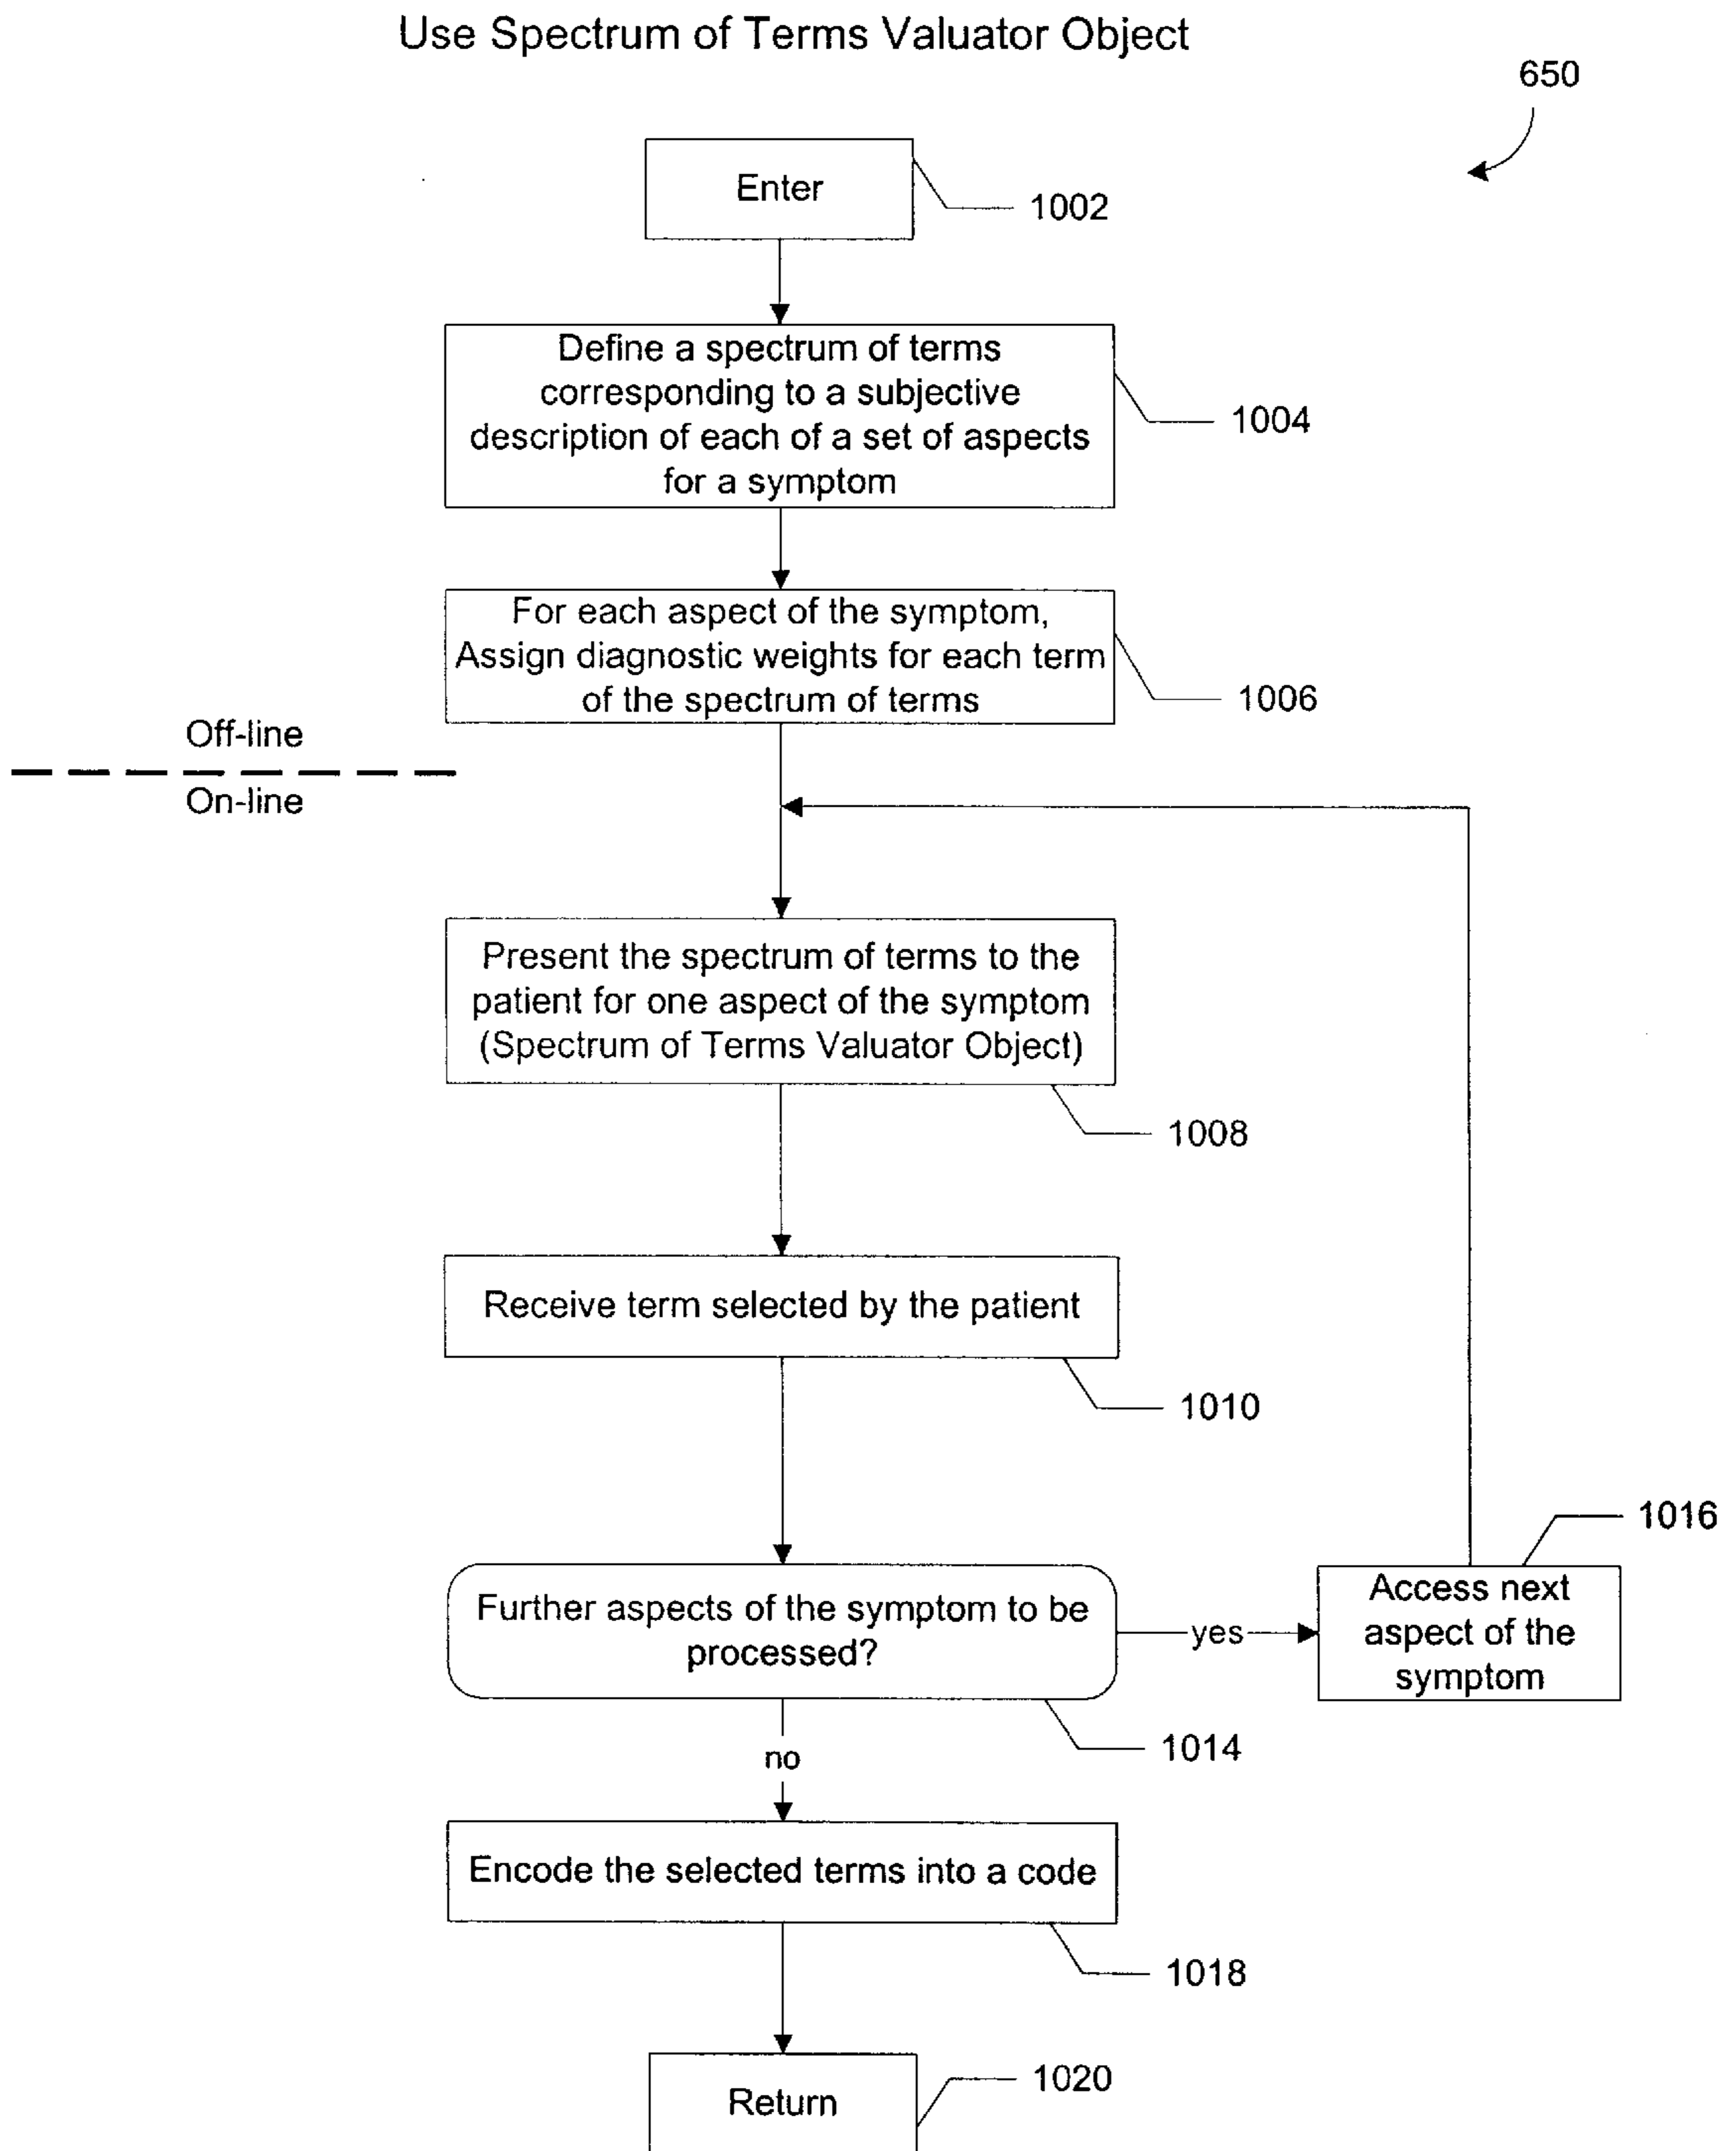 Use Spectrum of Terms Valuator Object
650
Enter
1002
Define a spectrum of terms
corresponding to a subjective
description of each of a set of aspects
for a symptom
1004
For each aspect of the symptom,
Assign diagnostic weights for each term
of the spectrum of terms
1006
Off-line
On-line
Present the spectrum of terms to the
patient for one aspect of the symptom
(Spectrum of Terms Valuator Object)
1008
Receive term selected by the patient
1010
Further aspects of the symptom to be
processed?
1014
yes
Access next
aspect of the
symptom
1016
no
Encode the selected terms into a code
1018
Return
1020